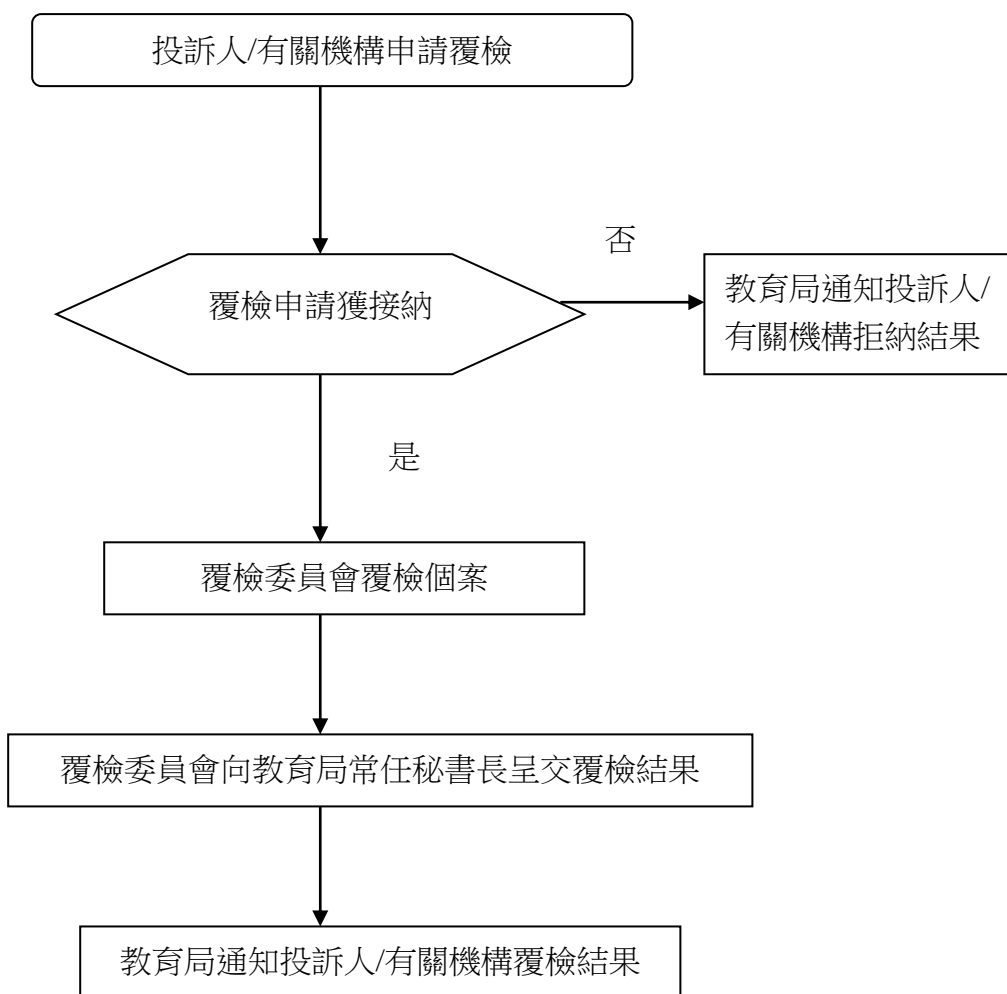 投訴人/有關機構申請覆檢
否
覆檢申請獲接納
教育局通知投訴人/
有關機構拒納結果
是
覆檢委員會覆檢個案
覆檢委員會向教育局常任秘書長呈交覆檢結果
教育局通知投訴人/有關機構覆檢結果